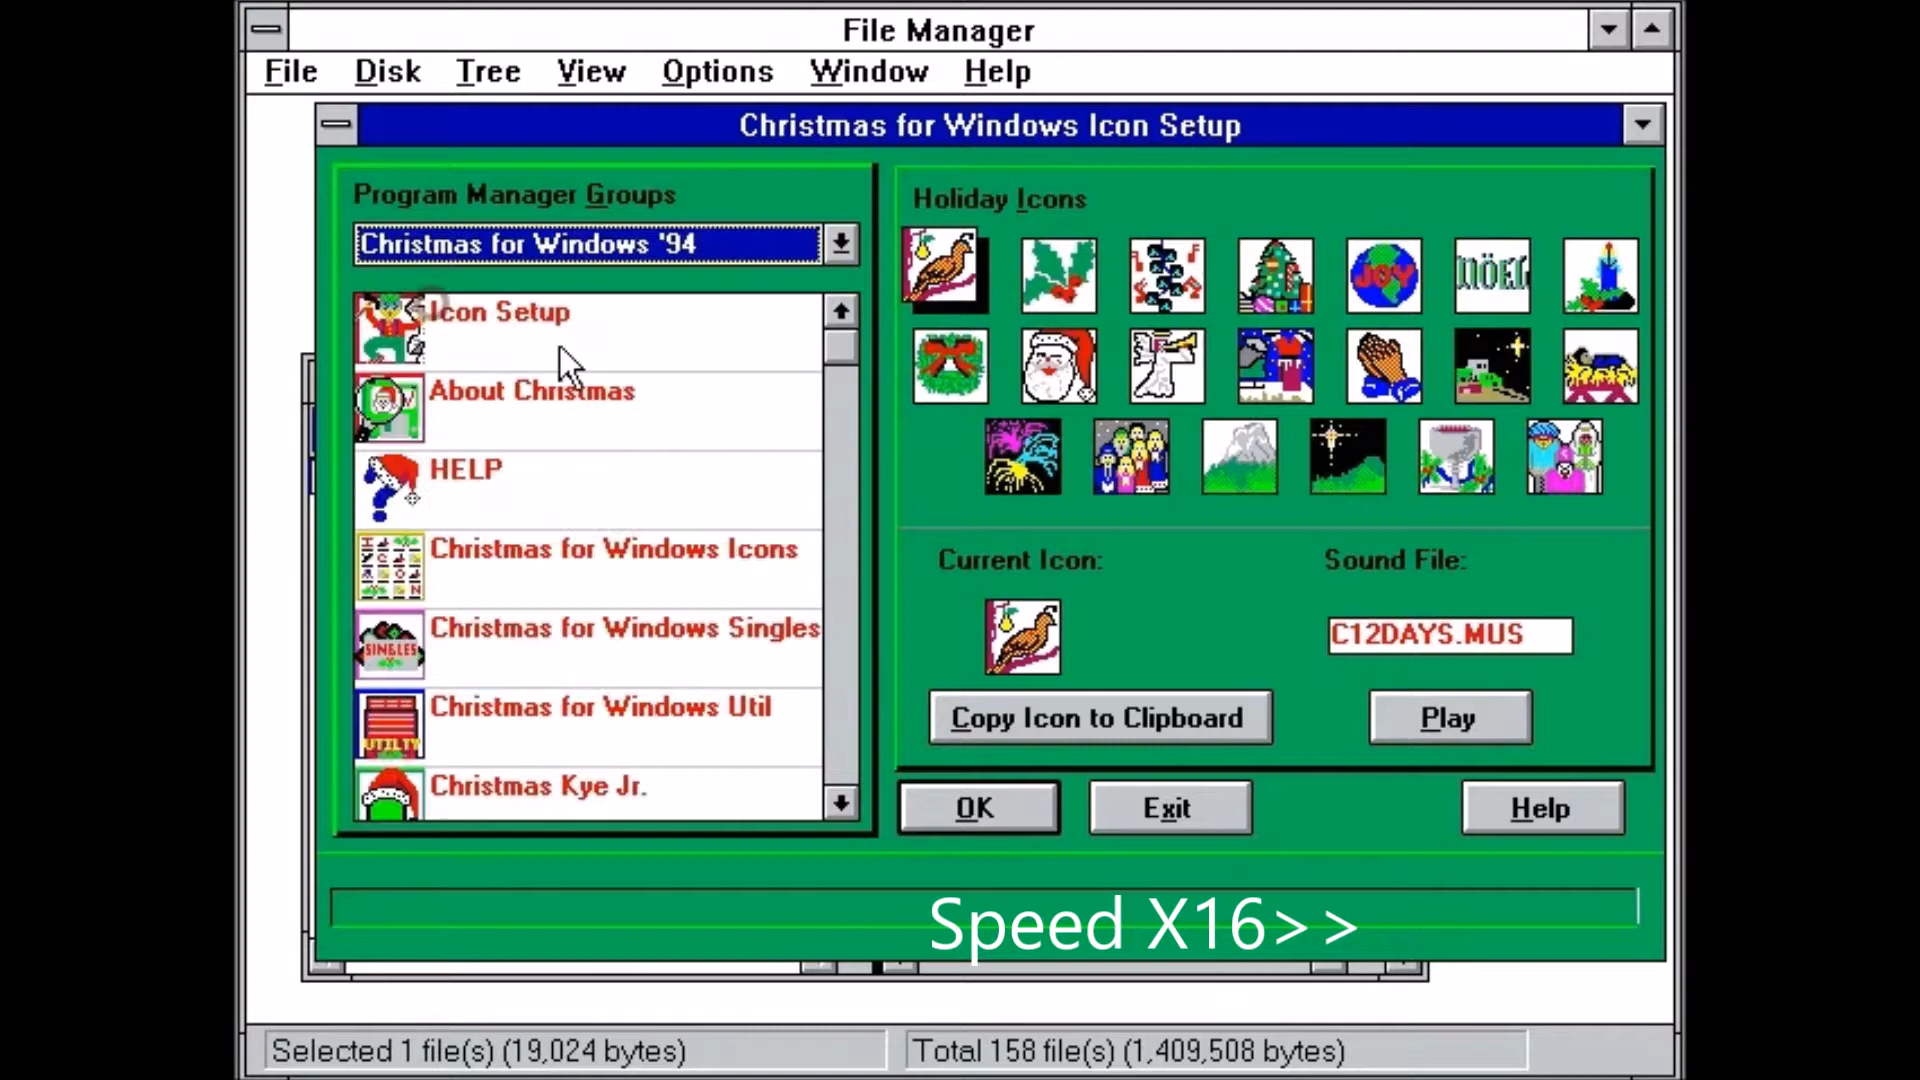 File Manager
File Disk Tree View Options Window Help
Christmas for Windows Icon Setup
Program Manager Groups
Christmas for Windows '94
Icon Setup
About Christmas
HELP
Christmas for Windows Icons
SINGLES
Christmas for Windows Singles
UTILTY
Christmas for Windows Util
Christmas Kye Jr.
Holiday Icons
JOY
NÖEL
Current Icon:
Sound File:
C12DAYS.MUS
Copy Icon to Clipboard
Play
OK
Exit
Help
Speed X16>>
Selected 1 file(s) (19,024 bytes)
Total 158 file(s) (1,409,508 bytes)